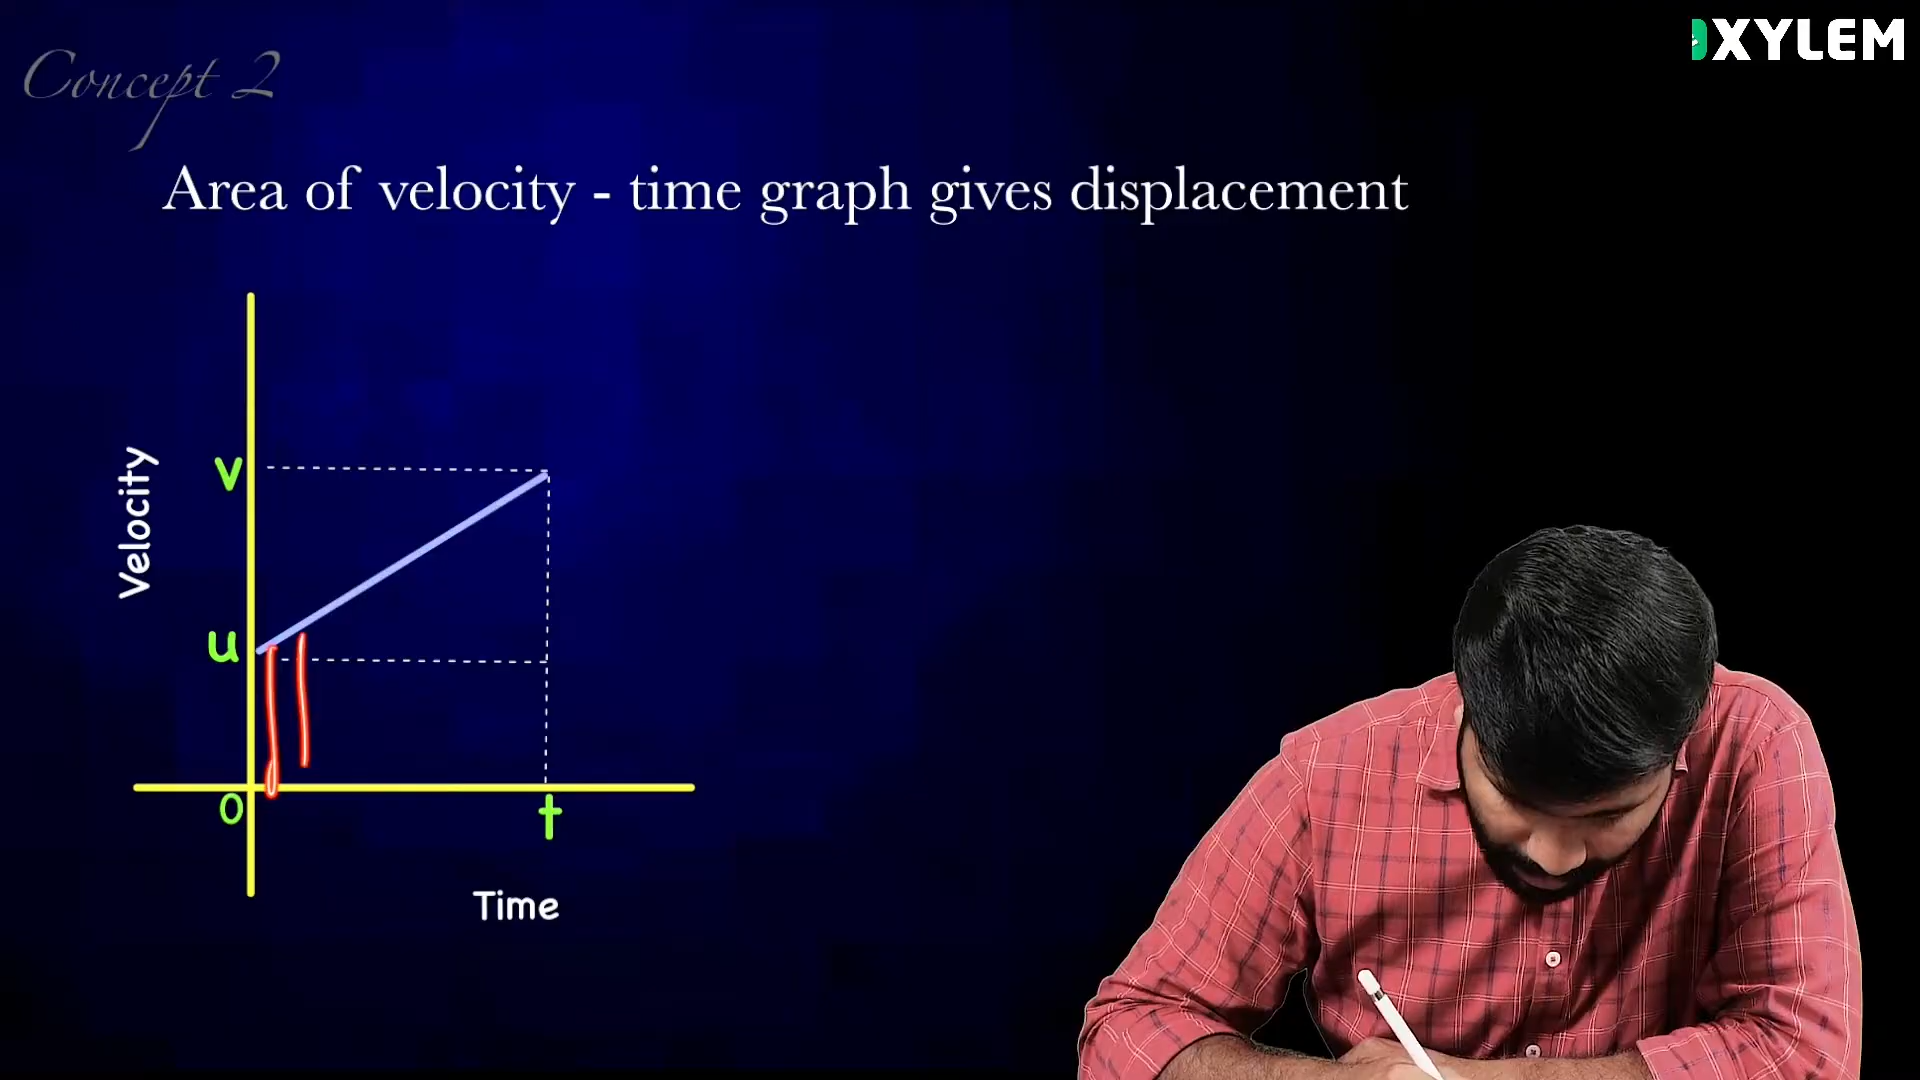 Concept 2
XYLEM
Area of velocity - time graph gives displacement
Velocity
v
u
0
t
Time